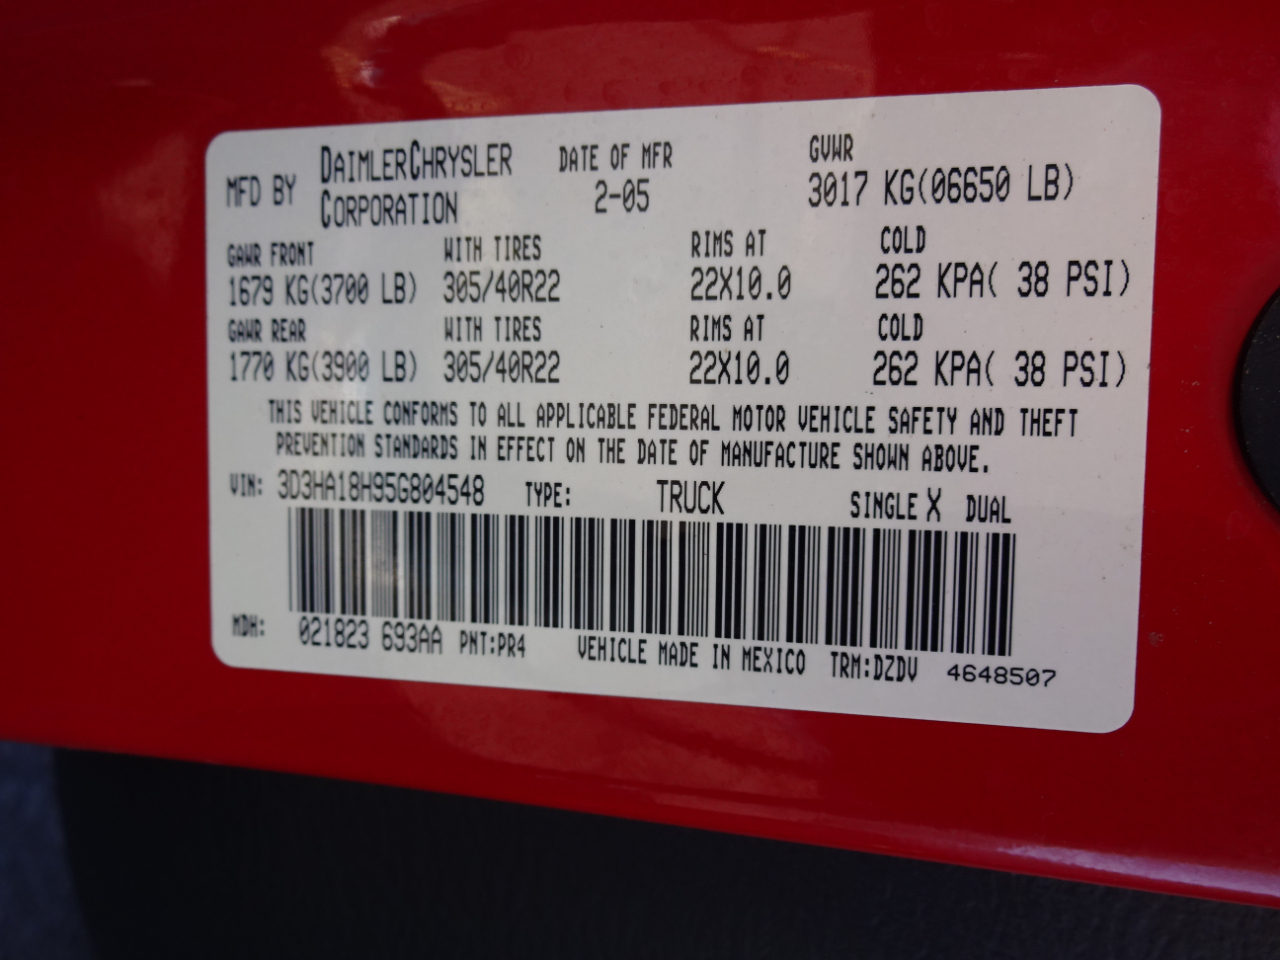 MFD BY DAIMLERCHRYSLER CORPORATION DATE OF MFR 2-05 GVWR 3017 KG(06650 LB)
GAWR FRONT WITH TIRES RIMS AT COLD
1679 KG(3700 LB) 305/40R22 22X10.0 262 KPA( 38 PSI)
GAWR REAR WITH TIRES RIMS AT COLD
1770 KG(3900 LB) 305/40R22 22X10.0 262 KPA( 38 PSI)
THIS VEHICLE CONFORMS TO ALL APPLICABLE FEDERAL MOTOR VEHICLE SAFETY AND THEFT
PREVENTION STANDARDS IN EFFECT ON THE DATE OF MANUFACTURE SHOWN ABOVE.
VIN: 3D3HA18H95G804548 TYPE: TRUCK SINGLE X DUAL
MDH: 021823 693AA PNT:PR4 VEHICLE MADE IN MEXICO TRM:DZDV 4648507